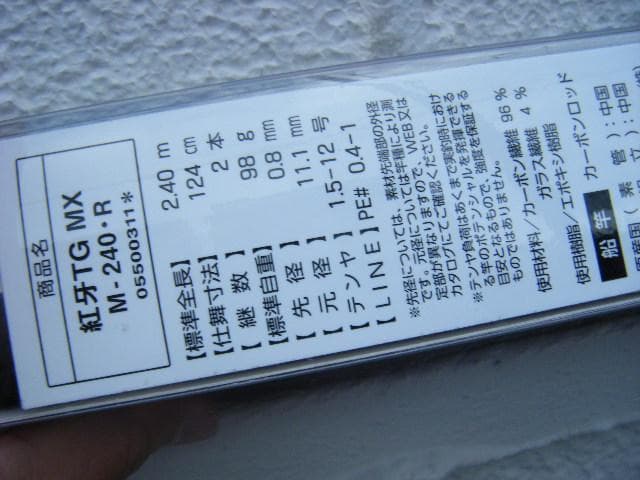 商品名
紅牙TG MX
M-240・R
05500311*
【標準全長】 2.40 m
【仕舞寸法】 124 cm
【継数】 2 本
【標準自重】 98 g
【先径】 0.8 mm
【元径】 11.1 mm
【テンヤ】 1.5-12 号
【LINE】PE# 0.4-1
※先径については、素材先端部の外径
です。元径については竿種により測
定部が異なりますので、WEB又は
カタログにてご確認ください。
※テンヤ負荷はあくまで実釣時におけ
る竿のポテンシャルを発揮できる
目安となるもので、強度を保証する
ものではありません。
使用材料/カーボン繊維 96 %
ガラス繊維 4 %
使用樹脂/エポキシ樹脂
船竿 カーボンロッド
原産国(素管):中国
立):中国